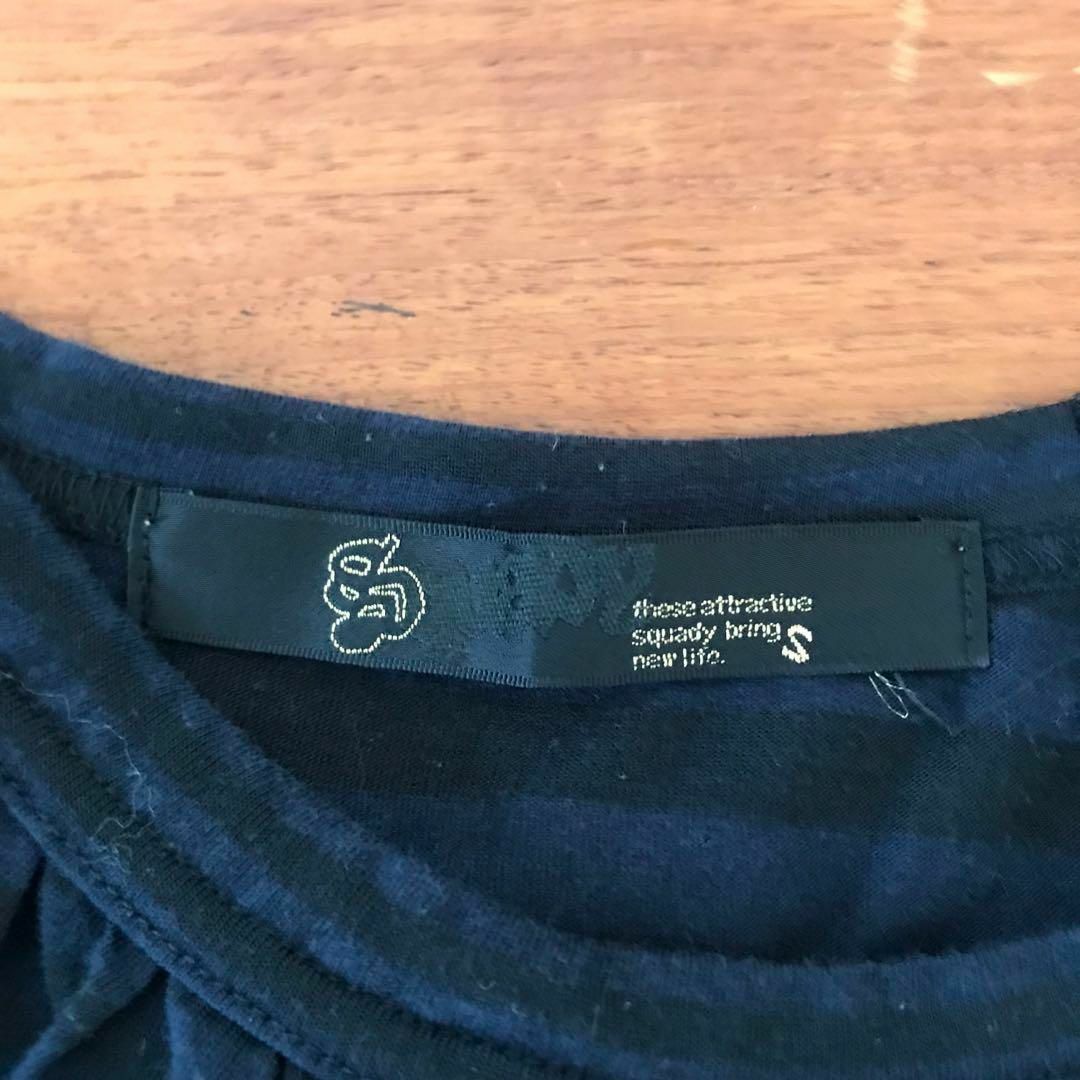 these attractive
squady bring
new life.
S